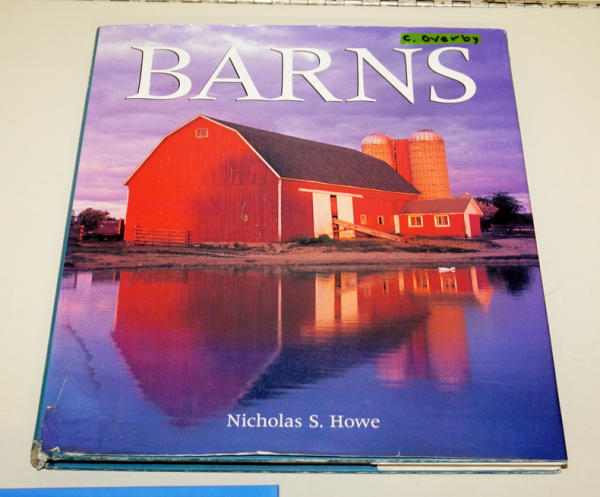 C. Overby
BARNS
Nicholas S. Howe